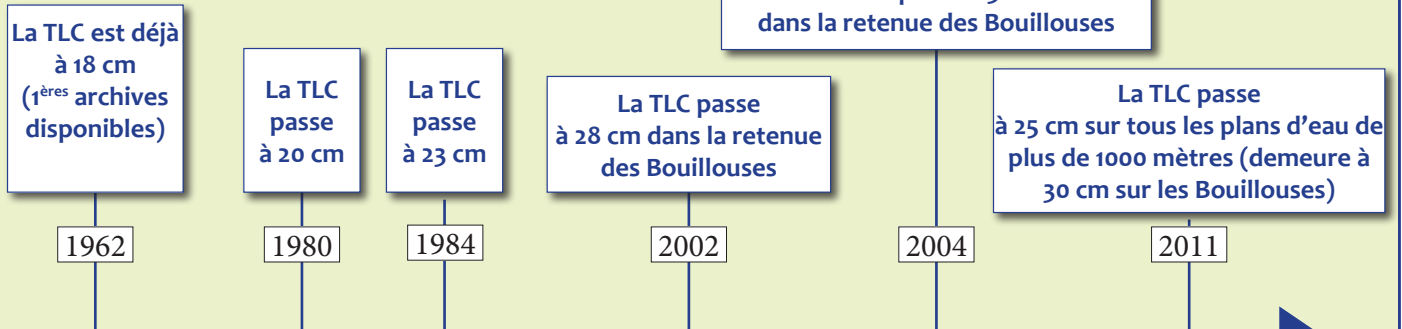 La TLC est déjà
à 18 cm
(1ères archives
disponibles)
La TLC
passe
à 20 cm
La TLC
passe
à 23 cm
La TLC passe
à 28 cm dans la retenue
des Bouillouses
dans la retenue des Bouillouses
La TLC passe
à 25 cm sur tous les plans d’eau de
plus de 1000 mètres (demeure à
30 cm sur les Bouillouses)
1962
1980
1984
2002
2004
2011